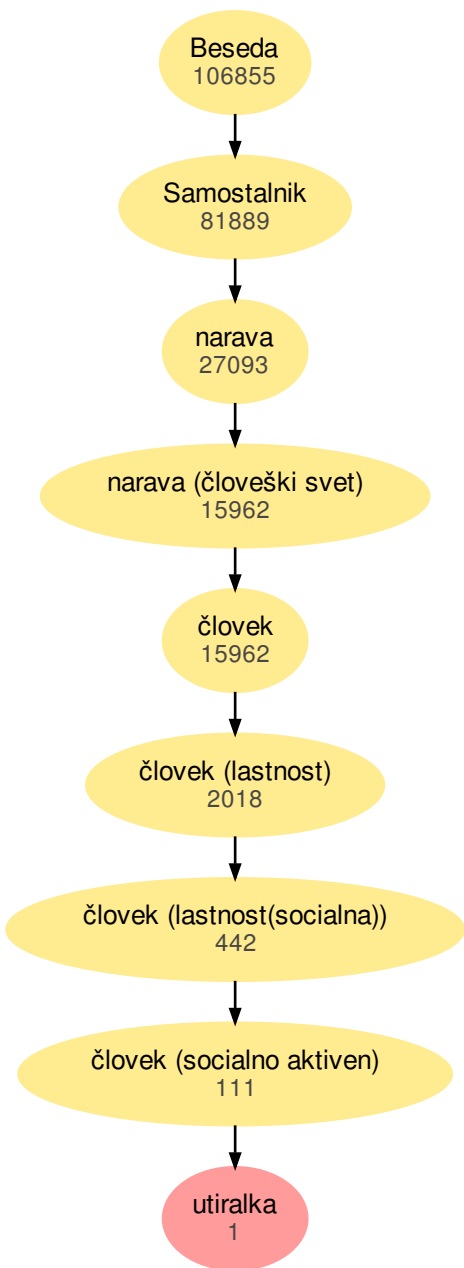 Beseda
106855
Samostalnik
81889
narava
27093
narava (človeški svet)
15962
človek
15962
človek (lastnost)
2018
človek (lastnost(socialna))
442
človek (socialno aktiven)
111
utiralka
1